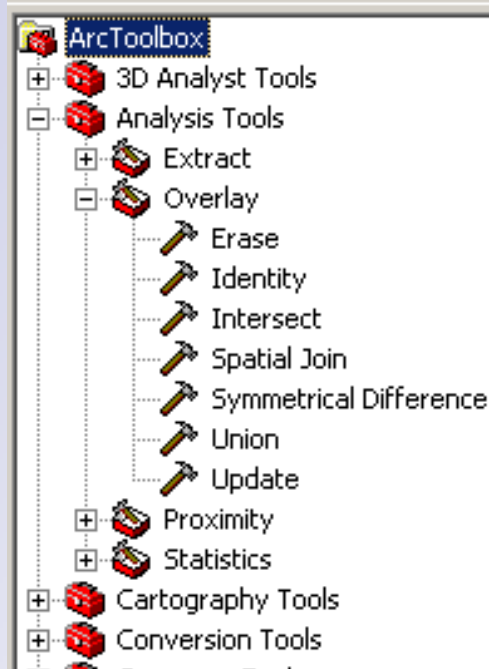 ArcToolbox
3D Analyst Tools
Analysis Tools
Extract
Overlay
Erase
Identity
Intersect
Spatial Join
Symmetrical Difference
Union
Update
Proximity
Statistics
Cartography Tools
Conversion Tools